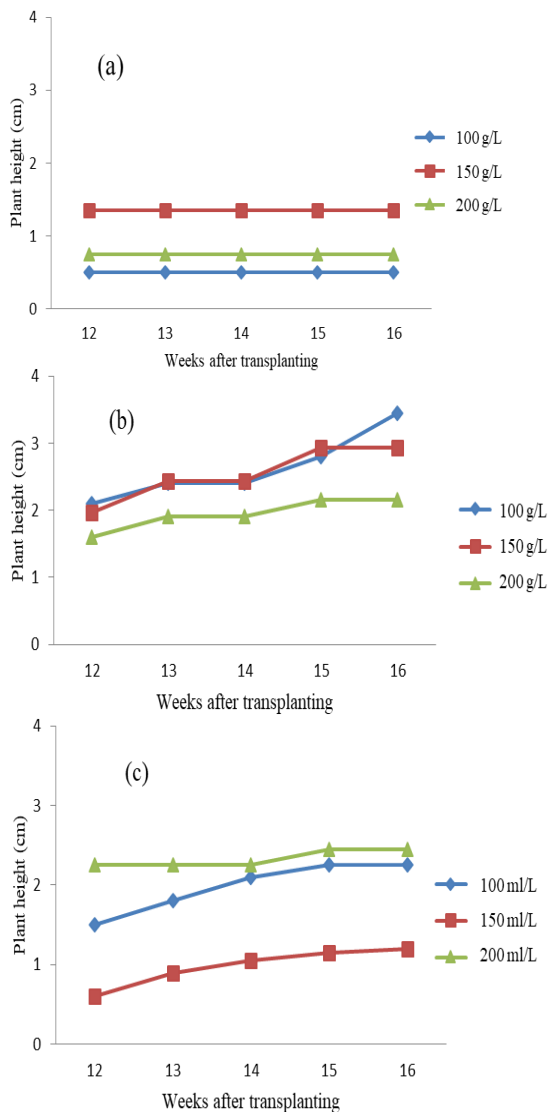 4
(a)
3
2
1
0
Plant height (cm)
100 g/L
150 g/L
200 g/L
12 13 14 15 16
Weeks after transplanting
4
(b)
3
2
1
0
Plant height (cm)
100 g/L
150 g/L
200 g/L
12 13 14 15 16
Weeks after transplanting
4
(c)
3
2
1
0
Plant height (cm)
100 ml/L
150 ml/L
200 ml/L
12 13 14 15 16
Weeks after transplanting